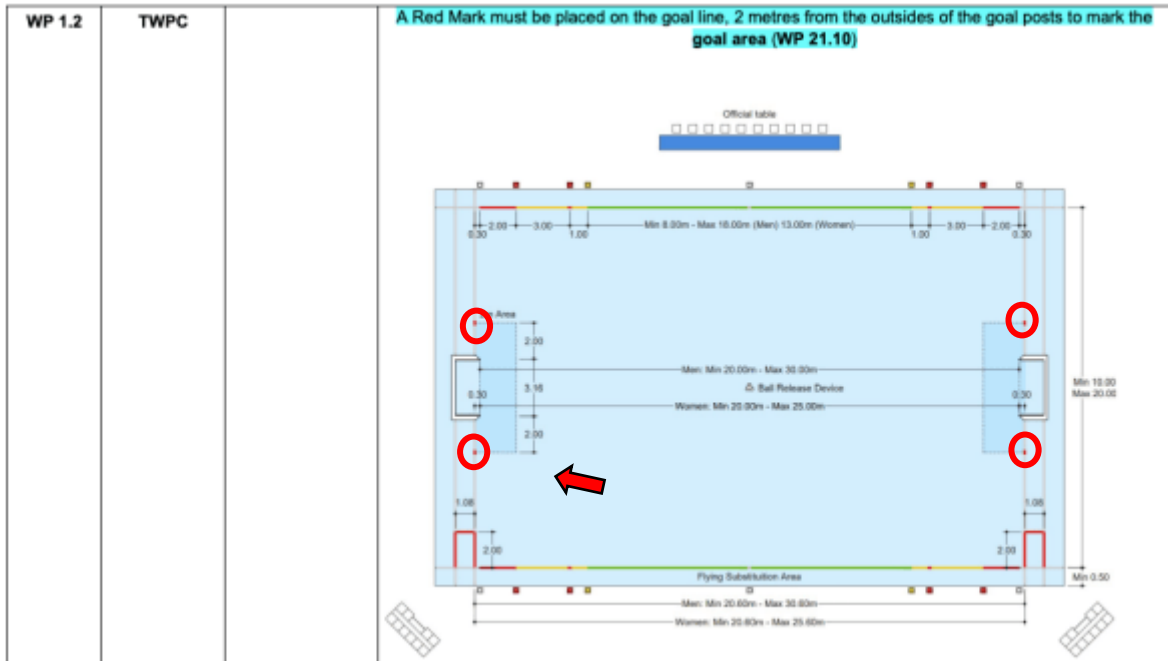 WP 1.2
TWPC
A Red Mark must be placed on the goal line, 2 metres from the outsides of the goal posts to mark the
goal area (WP 21.10)
Official table
0.30 2.00 3.00 1.00 Min 8.00m - Max 18.00m (Men) 13.00m (Women) 1.00 3.00 2.00 0.30
Area
2.00
Men: Min 20.00m - Max 30.00m
0.30 3.16 Ball Release Device 0.30
Min 10.00
Max 20.00
Women: Min 20.00m - Max 25.00m
2.00
1.08 1.08
2.00 2.00
Flying Substituition Area
Min 0.50
Men: Min 20.60m - Max 30.60m
Women: Min 20.60m - Max 25.60m